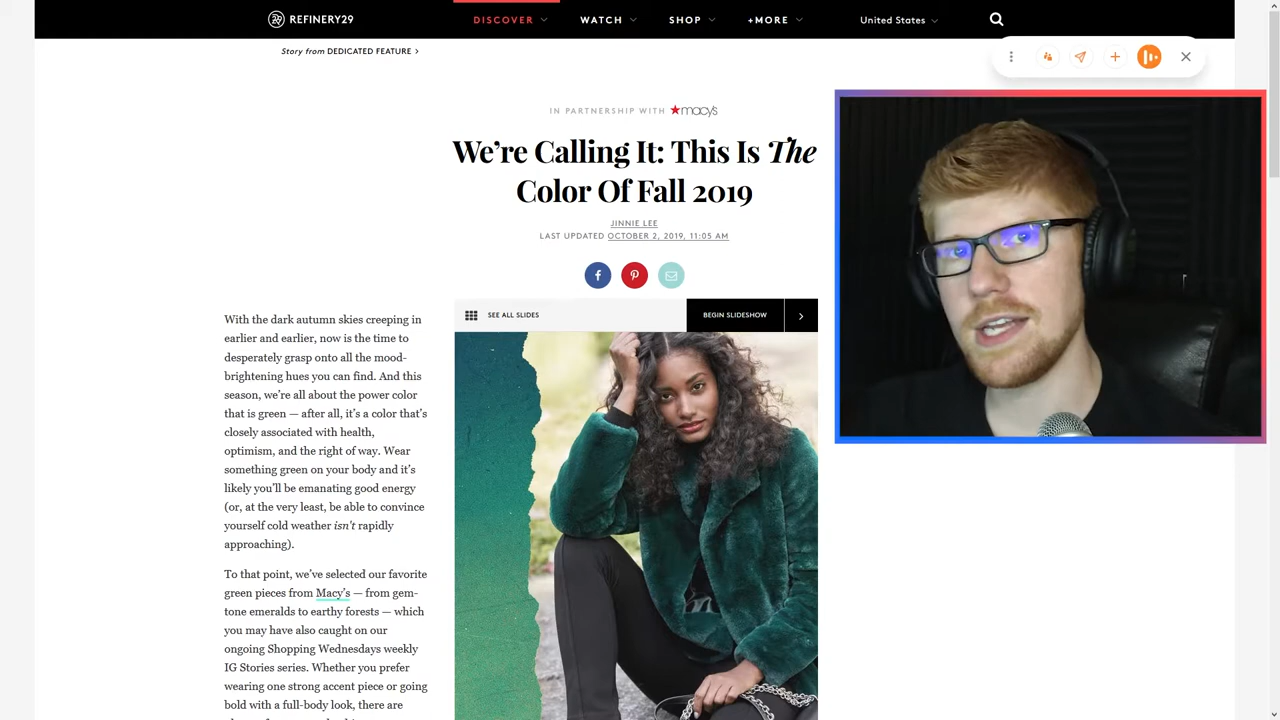 REFINERY29
DISCOVER
WATCH
SHOP
+MORE
United States
Story from DEDICATED FEATURE >
IN PARTNERSHIP WITH ★macy's
We're Calling It: This Is The
Color Of Fall 2019
JINNIE LEE
LAST UPDATED OCTOBER 2, 2019, 11:05 AM
SEE ALL SLIDES
BEGIN SLIDESHOW
With the dark autumn skies creeping in
earlier and earlier, now is the time to
desperately grasp onto all the mood-
brightening hues you can find. And this
season, we're all about the power color
that is green — after all, it's a color that's
closely associated with health,
optimism, and the right of way. Wear
something green on your body and it's
likely you'll be emanating good energy
(or, at the very least, be able to convince
yourself cold weather isn't rapidly
approaching).
To that point, we've selected our favorite
green pieces from Macy's — from gem-
tone emeralds to earthy forests — which
you may have also caught on our
ongoing Shopping Wednesdays weekly
IG Stories series. Whether you prefer
wearing one strong accent piece or going
bold with a full-body look, there are